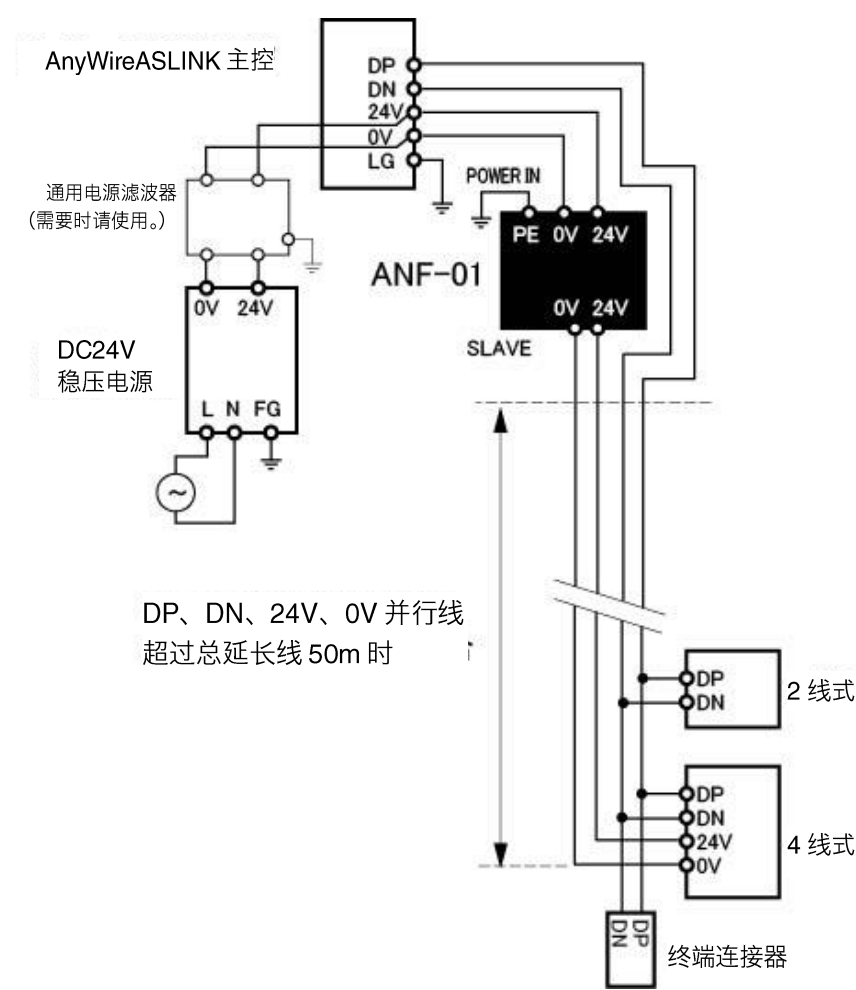 AnyWireASLINK 主控
DP
DN
24V
0V
LG
通用电源滤波器
(需要时请使用。)
POWER IN
PE 0V 24V
ANF-01
0V 24V
SLAVE
0V 24V
DC24V
稳压电源
L N FG
~
DP、DN、24V、0V 并行线
超过总延长线 50m 时
DP
DN
2 线式
DP
DN
24V
0V
4 线式
DN
DP
终端连接器